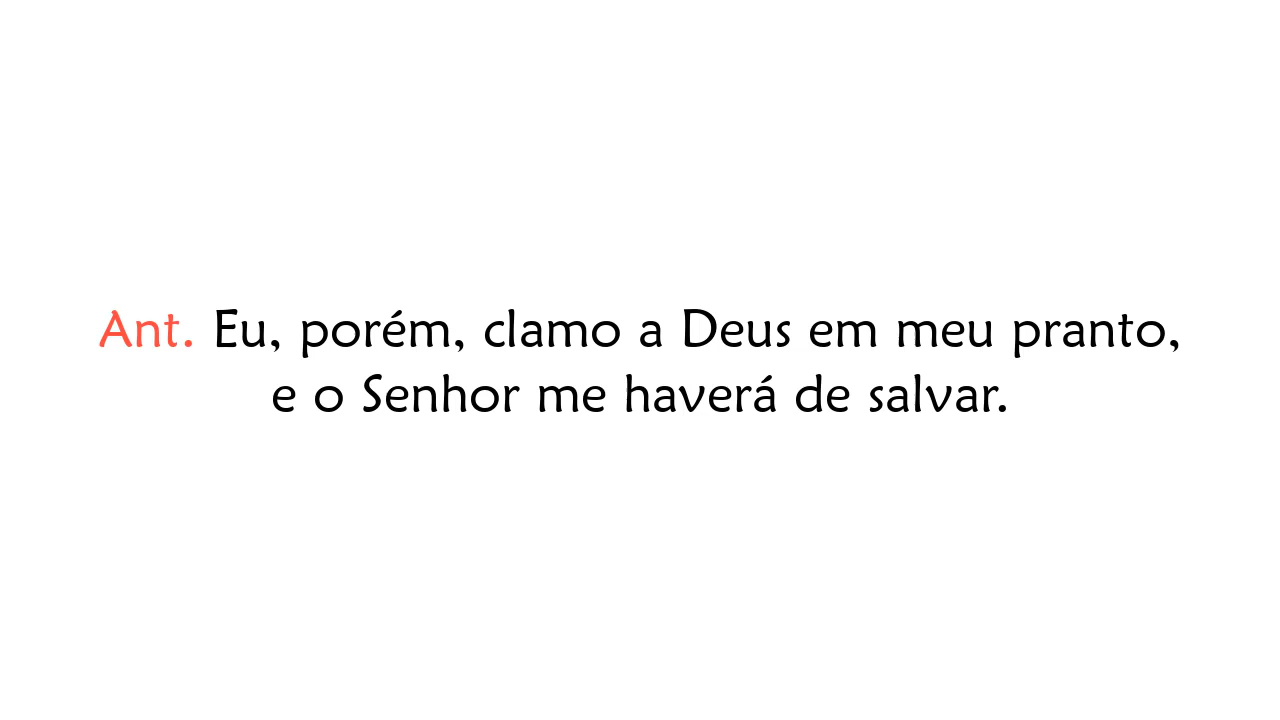 Ant. Eu, porém, clamo a Deus em meu pranto,
e o Senhor me haverá de salvar.